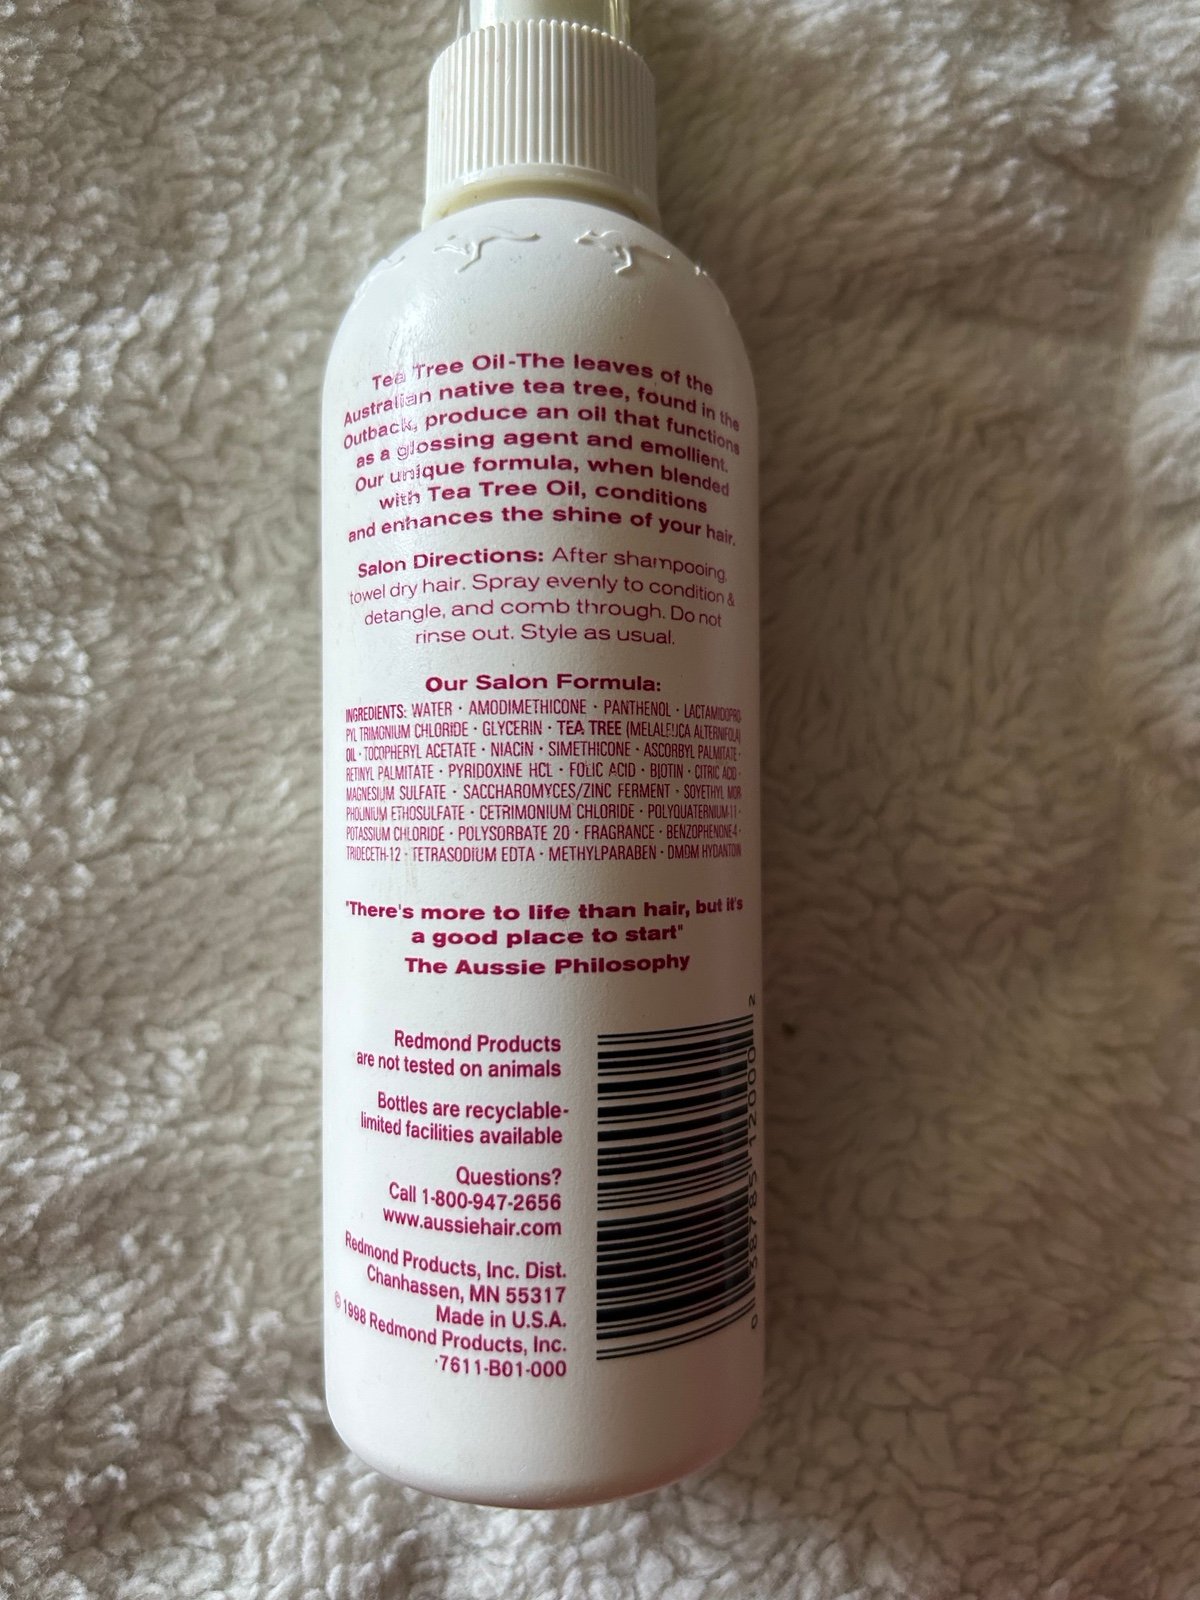 Tea Tree Oil-The leaves of the
Australian native tea tree, found in the
Outback, produce an oil that functions
as a glossing agent and emollient.
Our unique formula, when blended
with Tea Tree Oil, conditions
and enhances the shine of your hair.
Salon Directions: After shampooing,
towel dry hair. Spray evenly to condition &
detangle, and comb through. Do not
rinse out. Style as usual.
Our Salon Formula:
INGREDIENTS: WATER · AMODIMETHICONE · PANTHENOL · LACTAMIDOPRO
PYL TRIMONIUM CHLORIDE · GLYCERIN · TEA TREE (MELALEUCA ALTERNIFOLA)
OIL · TOCOPHERYL ACETATE · NIACIN · SIMETHICONE · ASCORBYL PALMITATE ·
RETINYL PALMITATE · PYRIDOXINE HCL · FOLIC ACID · BIOTIN · CITRIC ACID ·
MAGNESIUM SULFATE · SACCHAROMYCES/ZINC FERMENT · SOYETHYL MOR
PHOLINIUM ETHOSULFATE · CETRIMONIUM CHLORIDE · POLYQUATERNIUM-11 ·
POTASSIUM CHLORIDE · POLYSORBATE 20 · FRAGRANCE · BENZOPHENONE-4 ·
TRIDECETH-12 · TETRASODIUM EDTA · METHYLPARABEN · DMDM HYDANTOIN
"There's more to life than hair, but it's
a good place to start"
The Aussie Philosophy
Redmond Products
are not tested on animals
Bottles are recyclable-
limited facilities available
Questions?
Call 1-800-947-2656
www.aussiehair.com
Redmond Products, Inc. Dist.
Chanhassen, MN 55317
Made in U.S.A.
© 1998 Redmond Products, Inc.
7611-B01-000
0 38785 12000 2